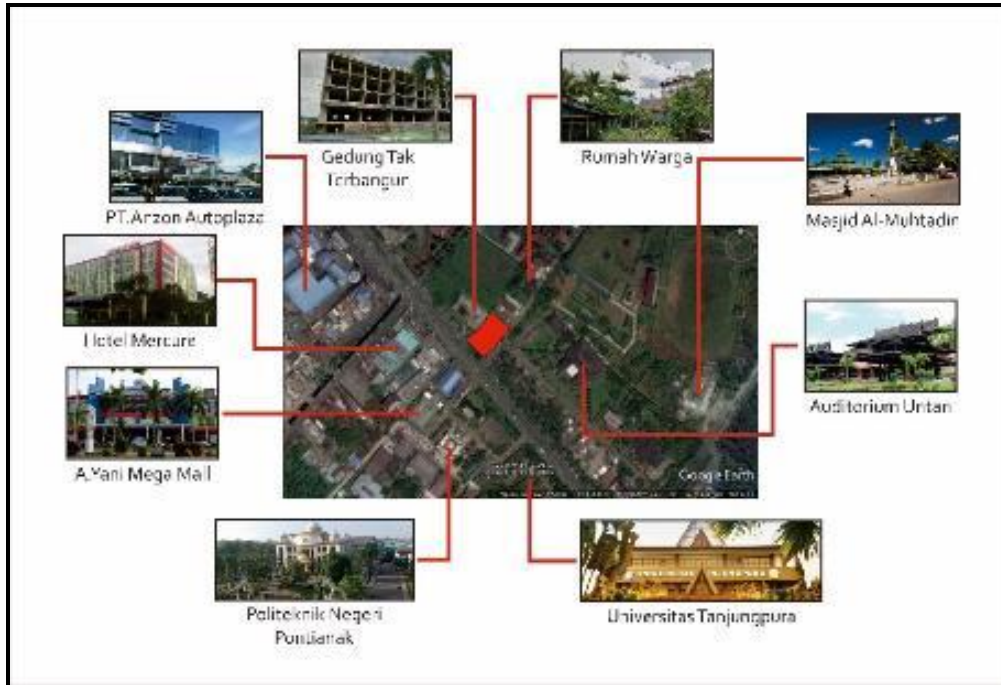 Gedung Tak
Terbangun
Rumah Warga
PT.Anzon Autoplaza
Masjid Al-Muhtadin
Hotel Mercure
Auditorium Untan
A.Yani Mega Mall
Google Earth
Politeknik Negeri
Pontianak
Universitas Tanjungpura